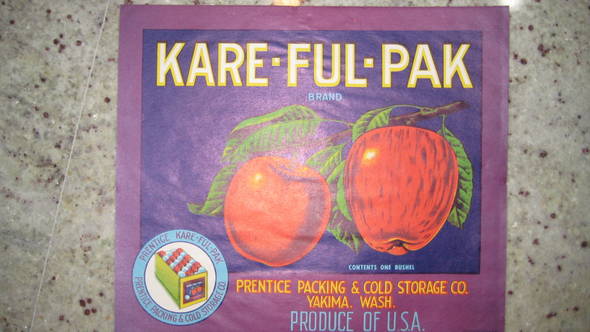 KARE·FUL·PAK
BRAND
CONTENTS ONE BUSHEL
PRENTICE KARE·FUL·PAK
PRENTICE PACKING & COLD STORAGE CO.
PRENTICE PACKING & COLD STORAGE CO.
YAKIMA, WASH.
PRODUCE OF U.S.A.